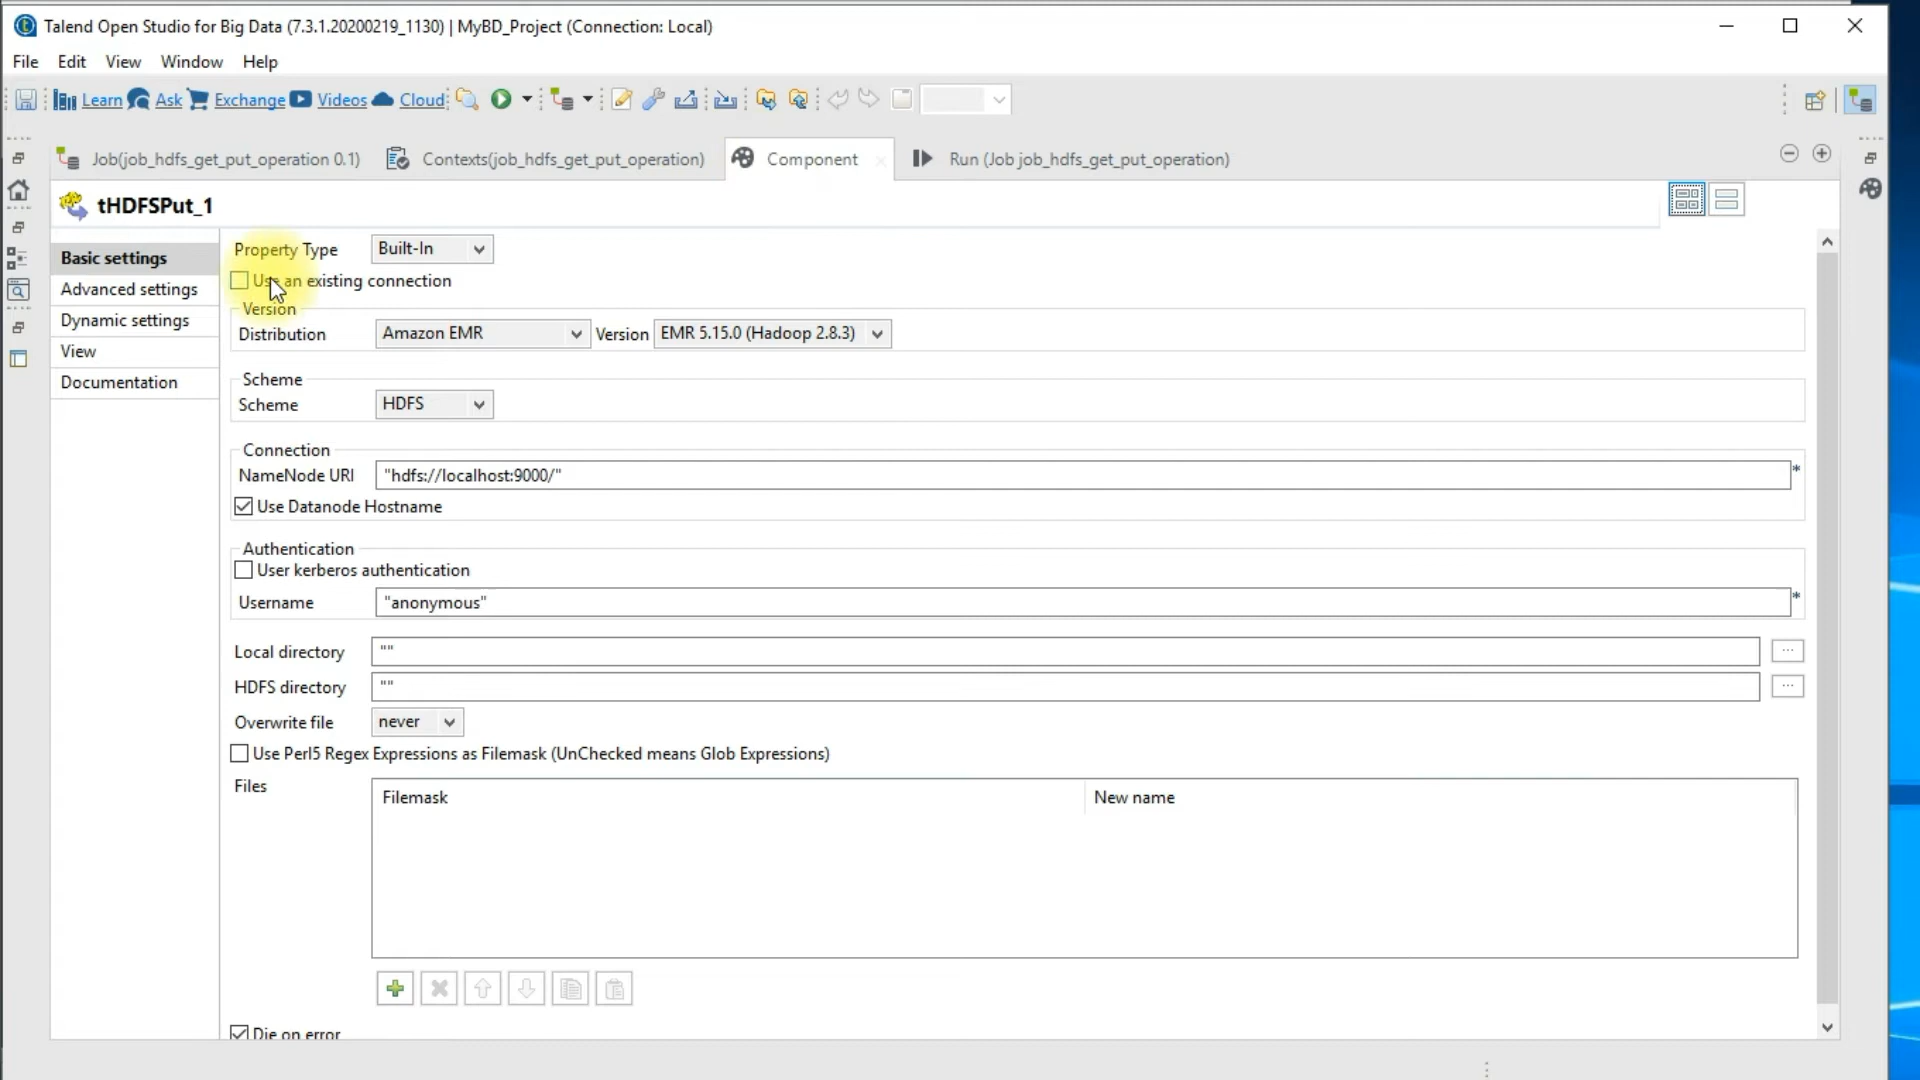 Talend Open Studio for Big Data (7.3.1.20200219_1130) | MyBD_Project (Connection: Local)
File Edit View Window Help
Learn Ask Exchange Videos Cloud
Job(job_hdfs_get_put_operation 0.1) Contexts(job_hdfs_get_put_operation) Component Run (Job job_hdfs_get_put_operation)
tHDFSPut_1
Basic settings
Advanced settings
Dynamic settings
View
Documentation
Property Type Built-In
Use an existing connection
Version
Distribution Amazon EMR Version EMR 5.15.0 (Hadoop 2.8.3)
Scheme
Scheme HDFS
Connection
NameNode URI "hdfs://localhost:9000/" *
Use Datanode Hostname
Authentication
User kerberos authentication
Username "anonymous" *
Local directory "" ...
HDFS directory "" ...
Overwrite file never
Use Perl5 Regex Expressions as Filemask (UnChecked means Glob Expressions)
Files Filemask New name
Die on error